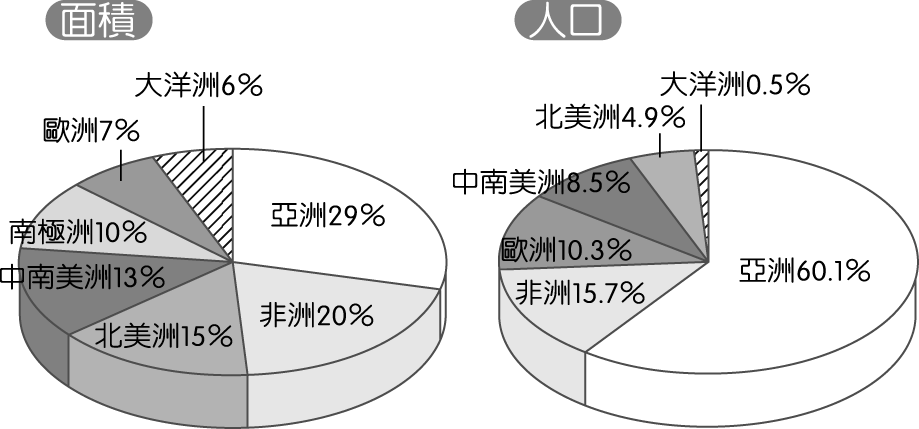 面積
大洋洲6%
歐洲7%
亞洲29%
南極洲10%
中南美洲13%
非洲20%
北美洲15%
人口
大洋洲0.5%
北美洲4.9%
中南美洲8.5%
歐洲10.3%
亞洲60.1%
非洲15.7%